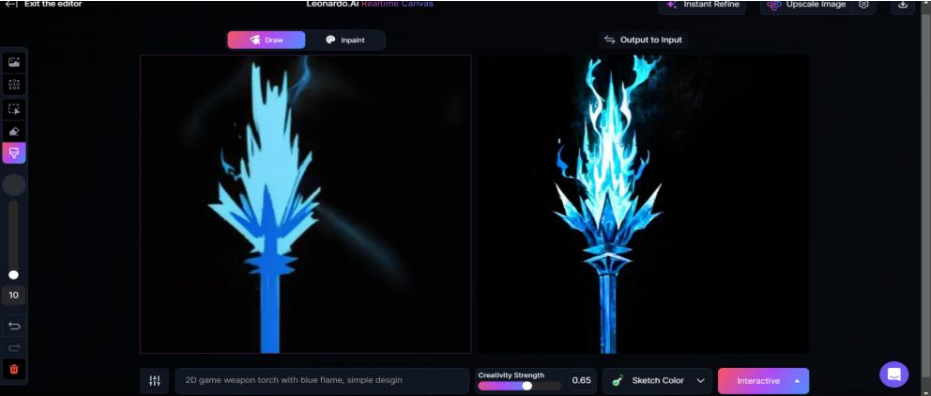 Exit the editor
Leonardo.Ai Realtime Canvas
Instant Refine
Upscale Image
Draw
Inpaint
Output to Input
10
2D game weapon torch with blue flame, simple desgin
Creativity Strength
0.65
Sketch Color
Interactive